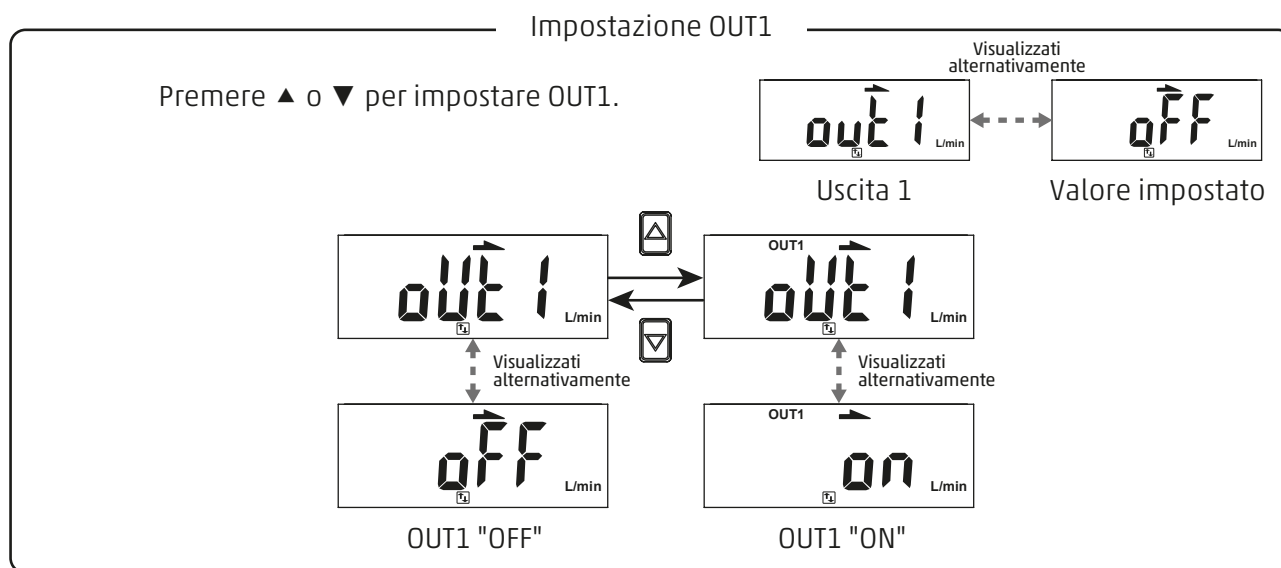 Impostazione OUT1
Visualizzati
alternativamente
Premere ▲ o ▼ per impostare OUT1.
out1
L/min
oFF
L/min
Uscita 1
Valore impostato
oUt1
L/min
OUT1
oUt1
L/min
Visualizzati
alternativamente
Visualizzati
alternativamente
oFF
L/min
OUT1
on
L/min
OUT1 "OFF"
OUT1 "ON"